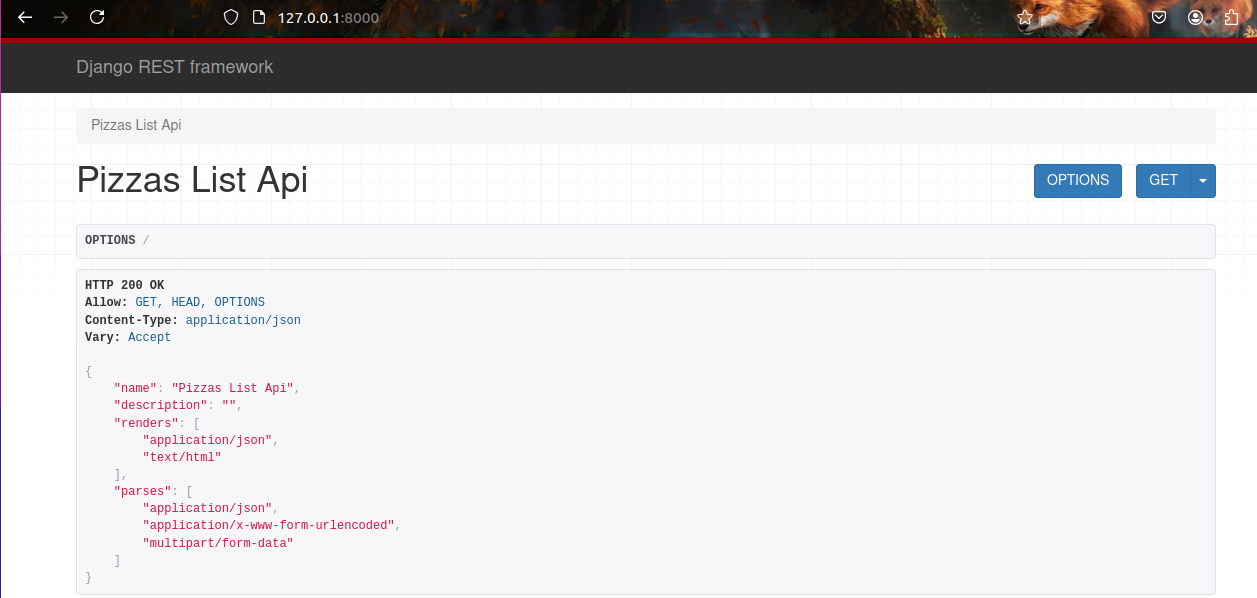 127.0.0.1:8000
Django REST framework
Pizzas List Api
Pizzas List Api
OPTIONS
GET
OPTIONS /
HTTP 200 OK
Allow: GET, HEAD, OPTIONS
Content-Type: application/json
Vary: Accept
{
    "name": "Pizzas List Api",
    "description": "",
    "renders": [
        "application/json",
        "text/html"
    ],
    "parses": [
        "application/json",
        "application/x-www-form-urlencoded",
        "multipart/form-data"
    ]
}